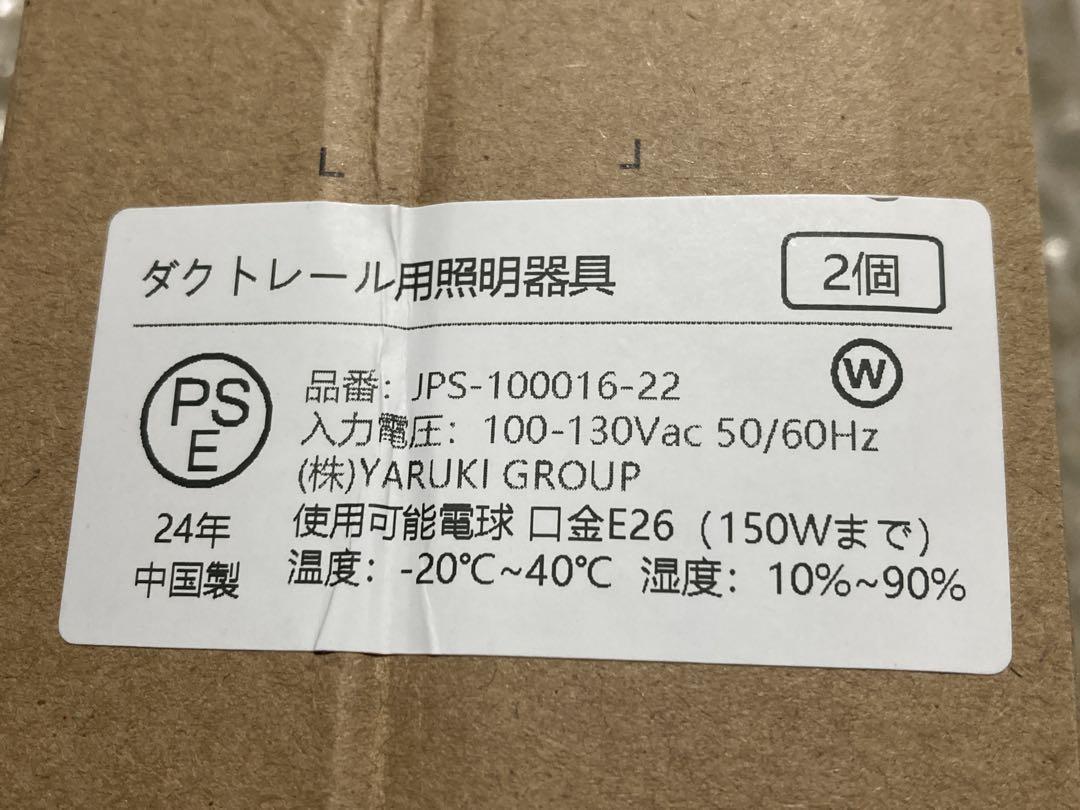 ダクトレール用照明器具
2個
PS
E
品番: JPS-100016-22
W
入力電圧: 100-130Vac 50/60Hz
(株)YARUKI GROUP
24年
使用可能電球 口金E26 (150Wまで)
中国製
温度: -20℃~40℃ 湿度: 10%~90%